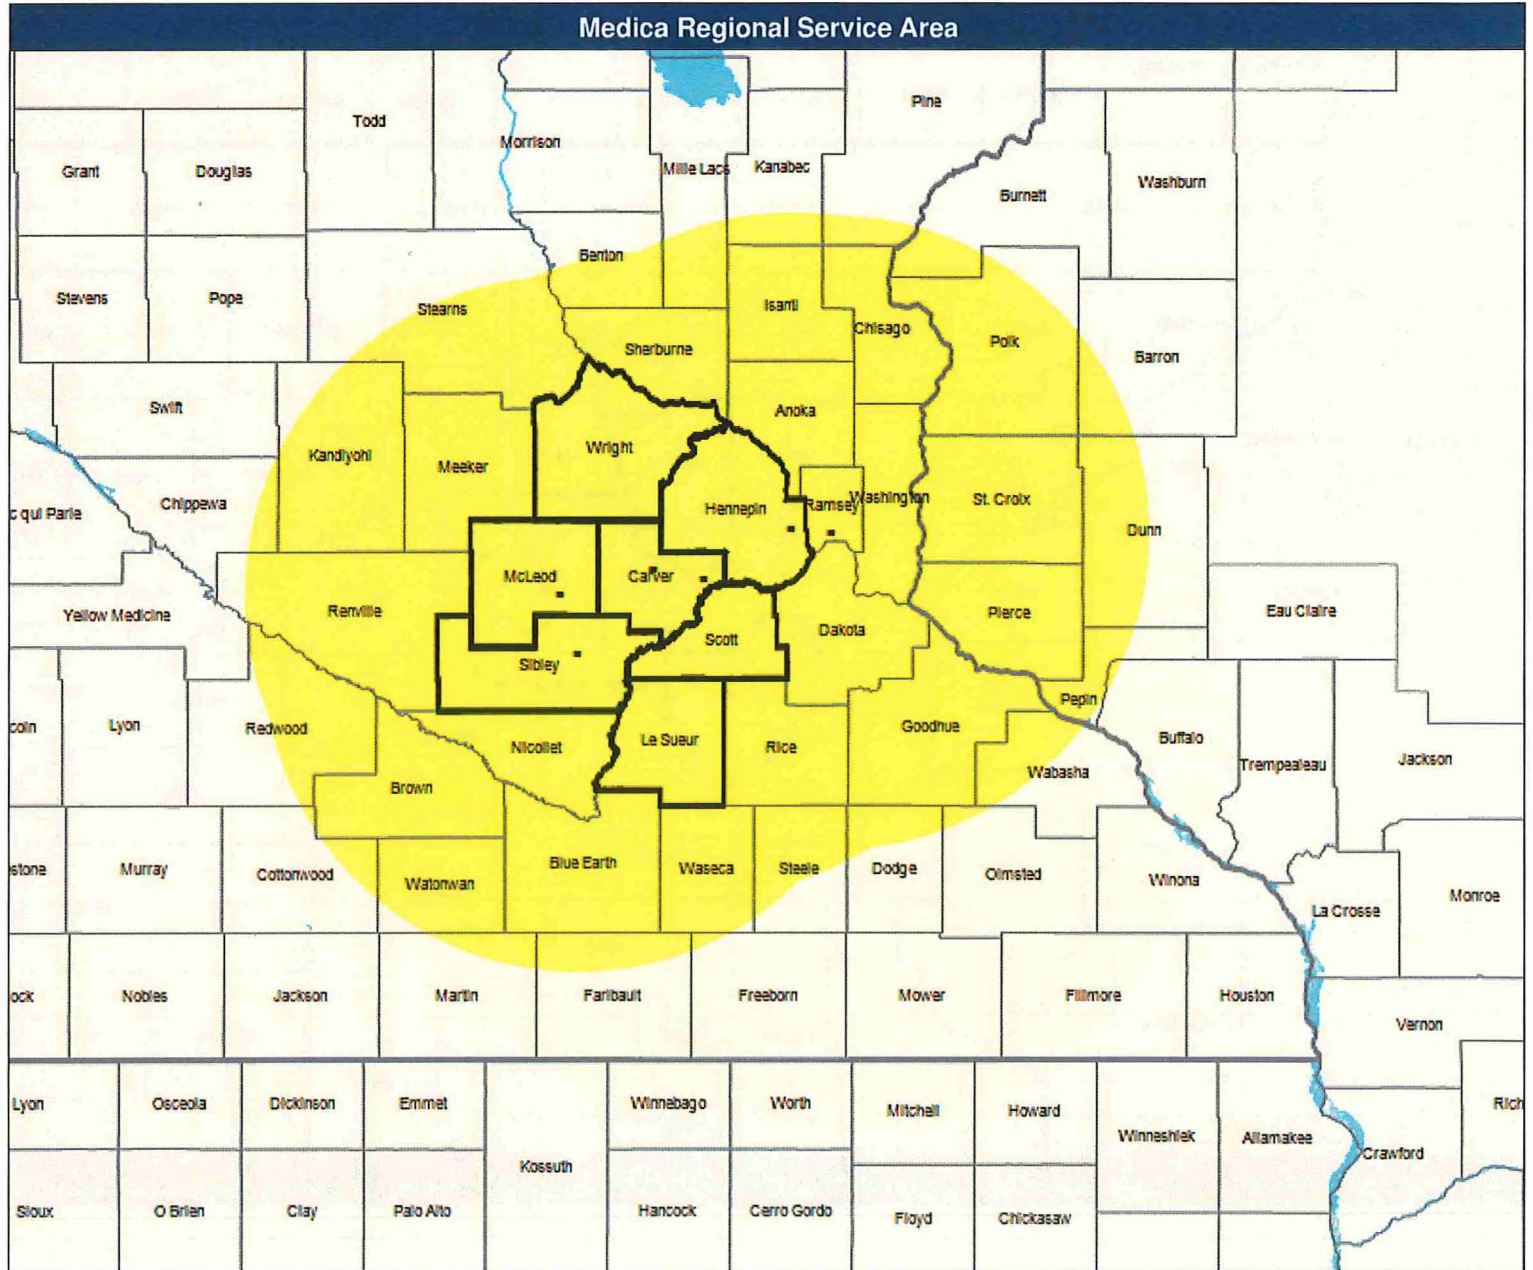 Medica Regional Service Area
Pine
Todd
Morrison
Mille Lacs
Kanabec
Grant
Douglas
Washburn
Burnett
Benton
Stevens
Pope
Stearns
Isanti
Chisago
Sherburne
Polk
Barron
Swift
Anoka
Wright
Kandiyohi
Meeker
Chippewa
c qui Parle
Hennepin
Ramsey
Washington
St. Croix
Dunn
McLeod
Carver
Yellow Medicine
Renville
Pierce
Eau Claire
Dakota
Scott
Sibley
Pepin
coln
Lyon
Redwood
Nicollet
Le Sueur
Rice
Goodhue
Buffalo
Trempealeau
Jackson
Wabasha
Brown
stone
Murray
Cottonwood
Watonwan
Blue Earth
Waseca
Steele
Dodge
Olmsted
Winona
La Crosse
Monroe
ock
Nobles
Jackson
Martin
Faribault
Freeborn
Mower
Fillmore
Houston
Vernon
Lyon
Osceola
Dickinson
Emmet
Winnebago
Worth
Mitchell
Howard
Rich
Winneshiek
Allamakee
Crawford
Kossuth
Sioux
O Brien
Clay
Palo Alto
Hancock
Cerro Gordo
Floyd
Chickasaw